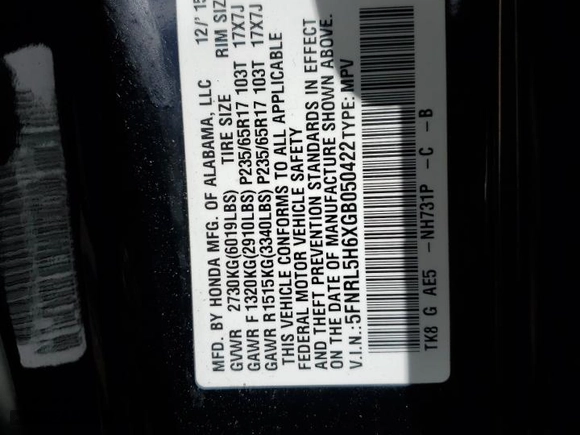 MFD. BY HONDA MFG. OF ALABAMA, LLC 12/'15
GVWR 2730KG(6019LBS) TIRE SIZE RIM SIZ
GAWR F 1320KG(2910LBS) P235/65R17 103T 17X7J
GAWR R1515KG(3340LBS) P235/65R17 103T 17X7J
THIS VEHICLE CONFORMS TO ALL APPLICABLE
FEDERAL MOTOR VEHICLE SAFETY
AND THEFT PREVENTION STANDARDS IN EFFECT
ON THE DATE OF MANUFACTURE SHOWN ABOVE.
V.I.N.:5FNRL5H6XGB050422 TYPE: MPV
TK8 G AE5 -NH731P -C -B